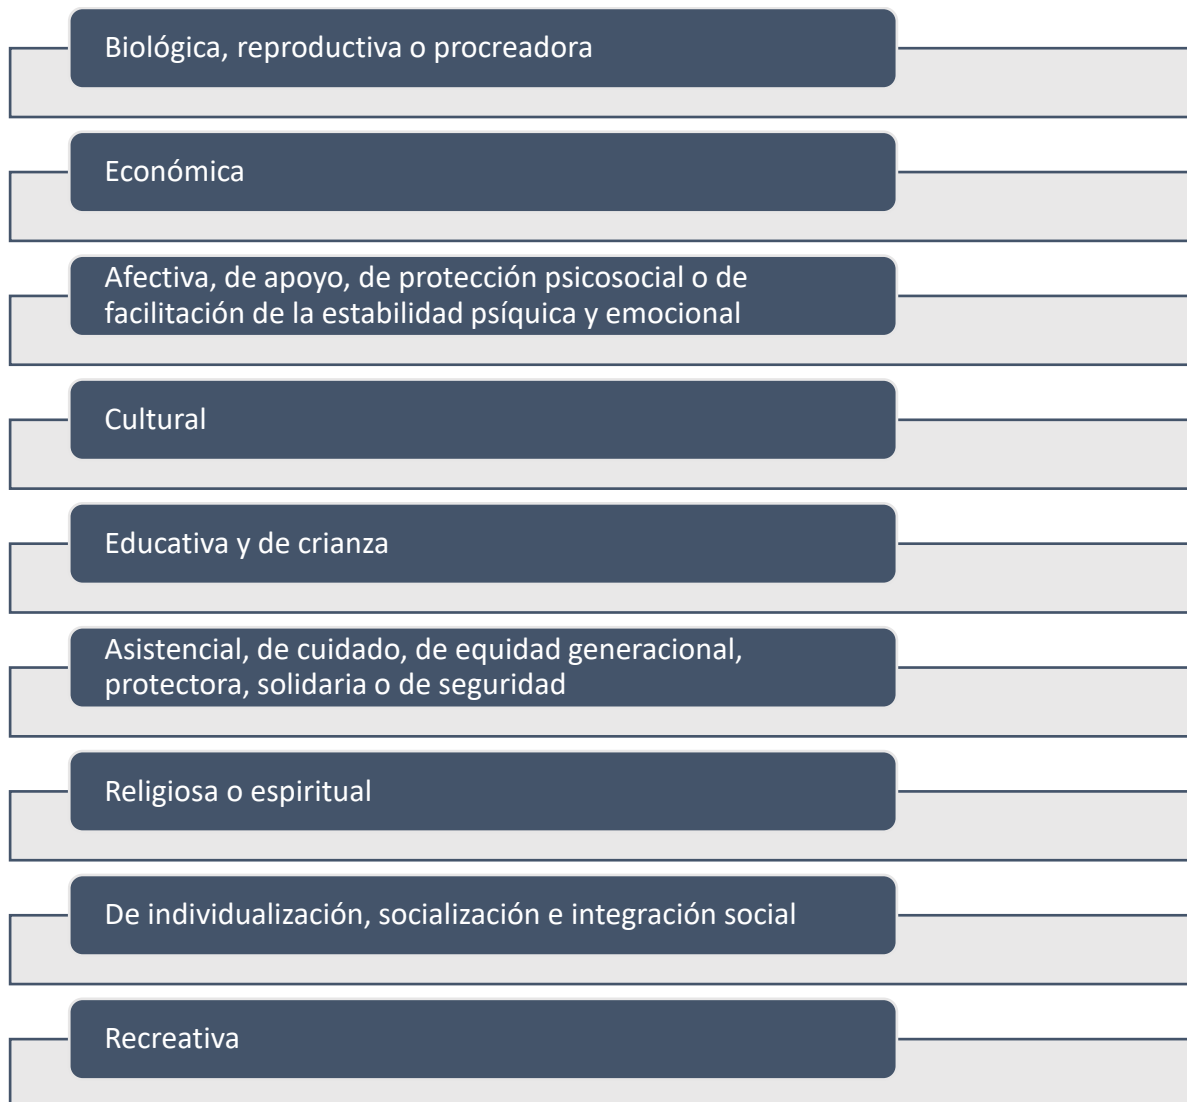 Biológica, reproductiva o procreadora
Económica
Afectiva, de apoyo, de protección psicosocial o de
facilitación de la estabilidad psíquica y emocional
Cultural
Educativa y de crianza
Asistencial, de cuidado, de equidad generacional,
protectora, solidaria o de seguridad
Religiosa o espiritual
De individualización, socialización e integración social
Recreativa